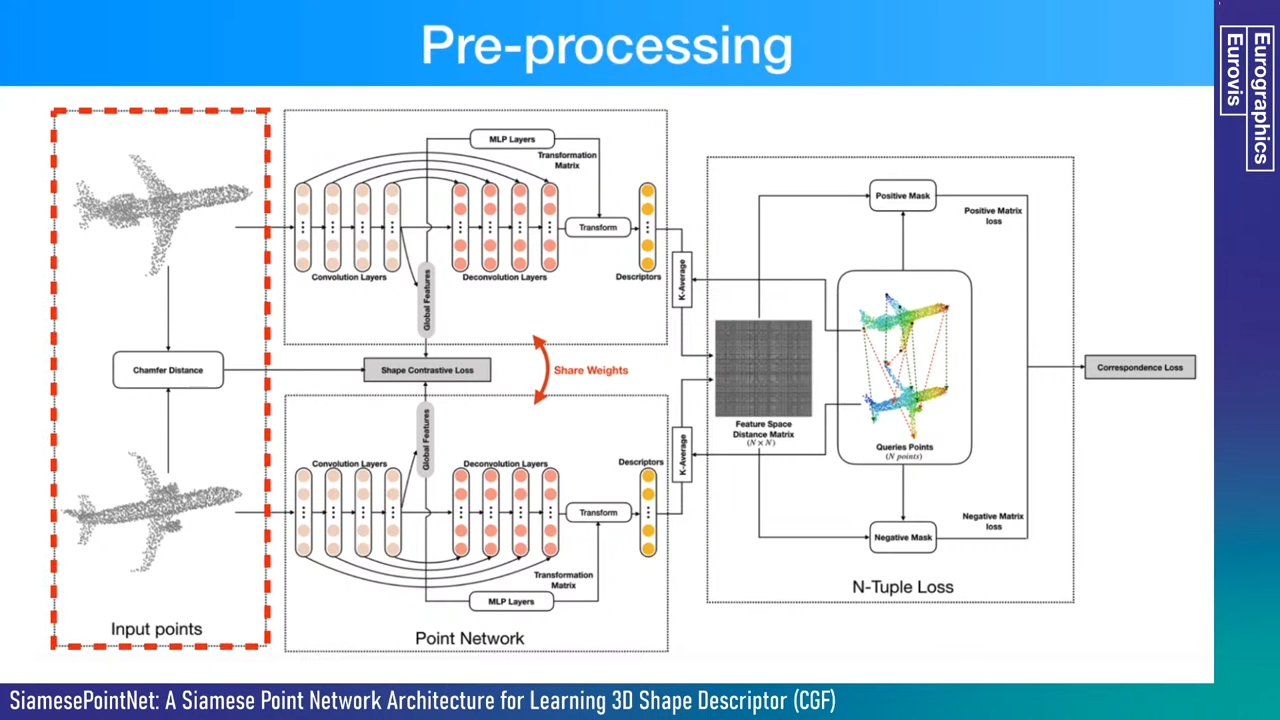 Pre-processing
Eurographics
Eurovis
Chamfer Distance
Input points
MLP Layers
Transformation
Matrix
Transform
Convolution Layers
Deconvolution Layers
Descriptors
Global Features
Shape Contrastive Loss
Share Weights
Global Features
Convolution Layers
Deconvolution Layers
Descriptors
Transform
Transformation
Matrix
MLP Layers
Point Network
K-Average
K-Average
Positive Mask
Positive Matrix
loss
Feature Space
Distance Matrix
(N × N)
Queries Points
(N points)
Negative Matrix
loss
Negative Mask
N-Tuple Loss
Correspondence Loss
SiamesePointNet: A Siamese Point Network Architecture for Learning 3D Shape Descriptor (CGF)